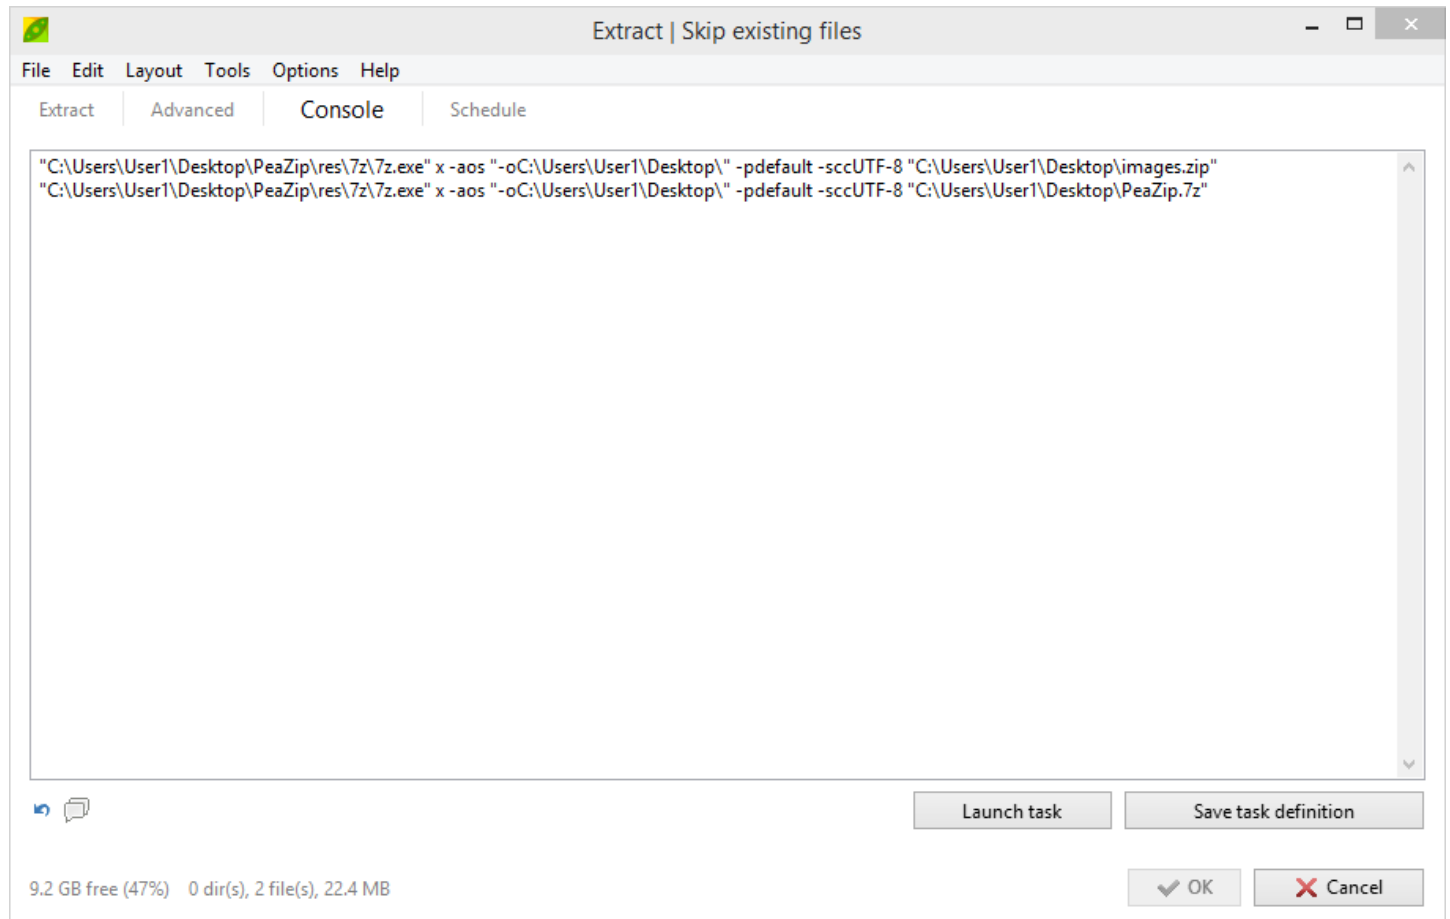 Extract | Skip existing files
File Edit Layout Tools Options Help
Extract Advanced Console Schedule
"C:\Users\User1\Desktop\PeaZip\res\7z\7z.exe" x -aos "-oC:\Users\User1\Desktop\" -pdefault -sccUTF-8 "C:\Users\User1\Desktop\images.zip"
"C:\Users\User1\Desktop\PeaZip\res\7z\7z.exe" x -aos "-oC:\Users\User1\Desktop\" -pdefault -sccUTF-8 "C:\Users\User1\Desktop\PeaZip.7z"
Launch task Save task definition
9.2 GB free (47%) 0 dir(s), 2 file(s), 22.4 MB OK Cancel